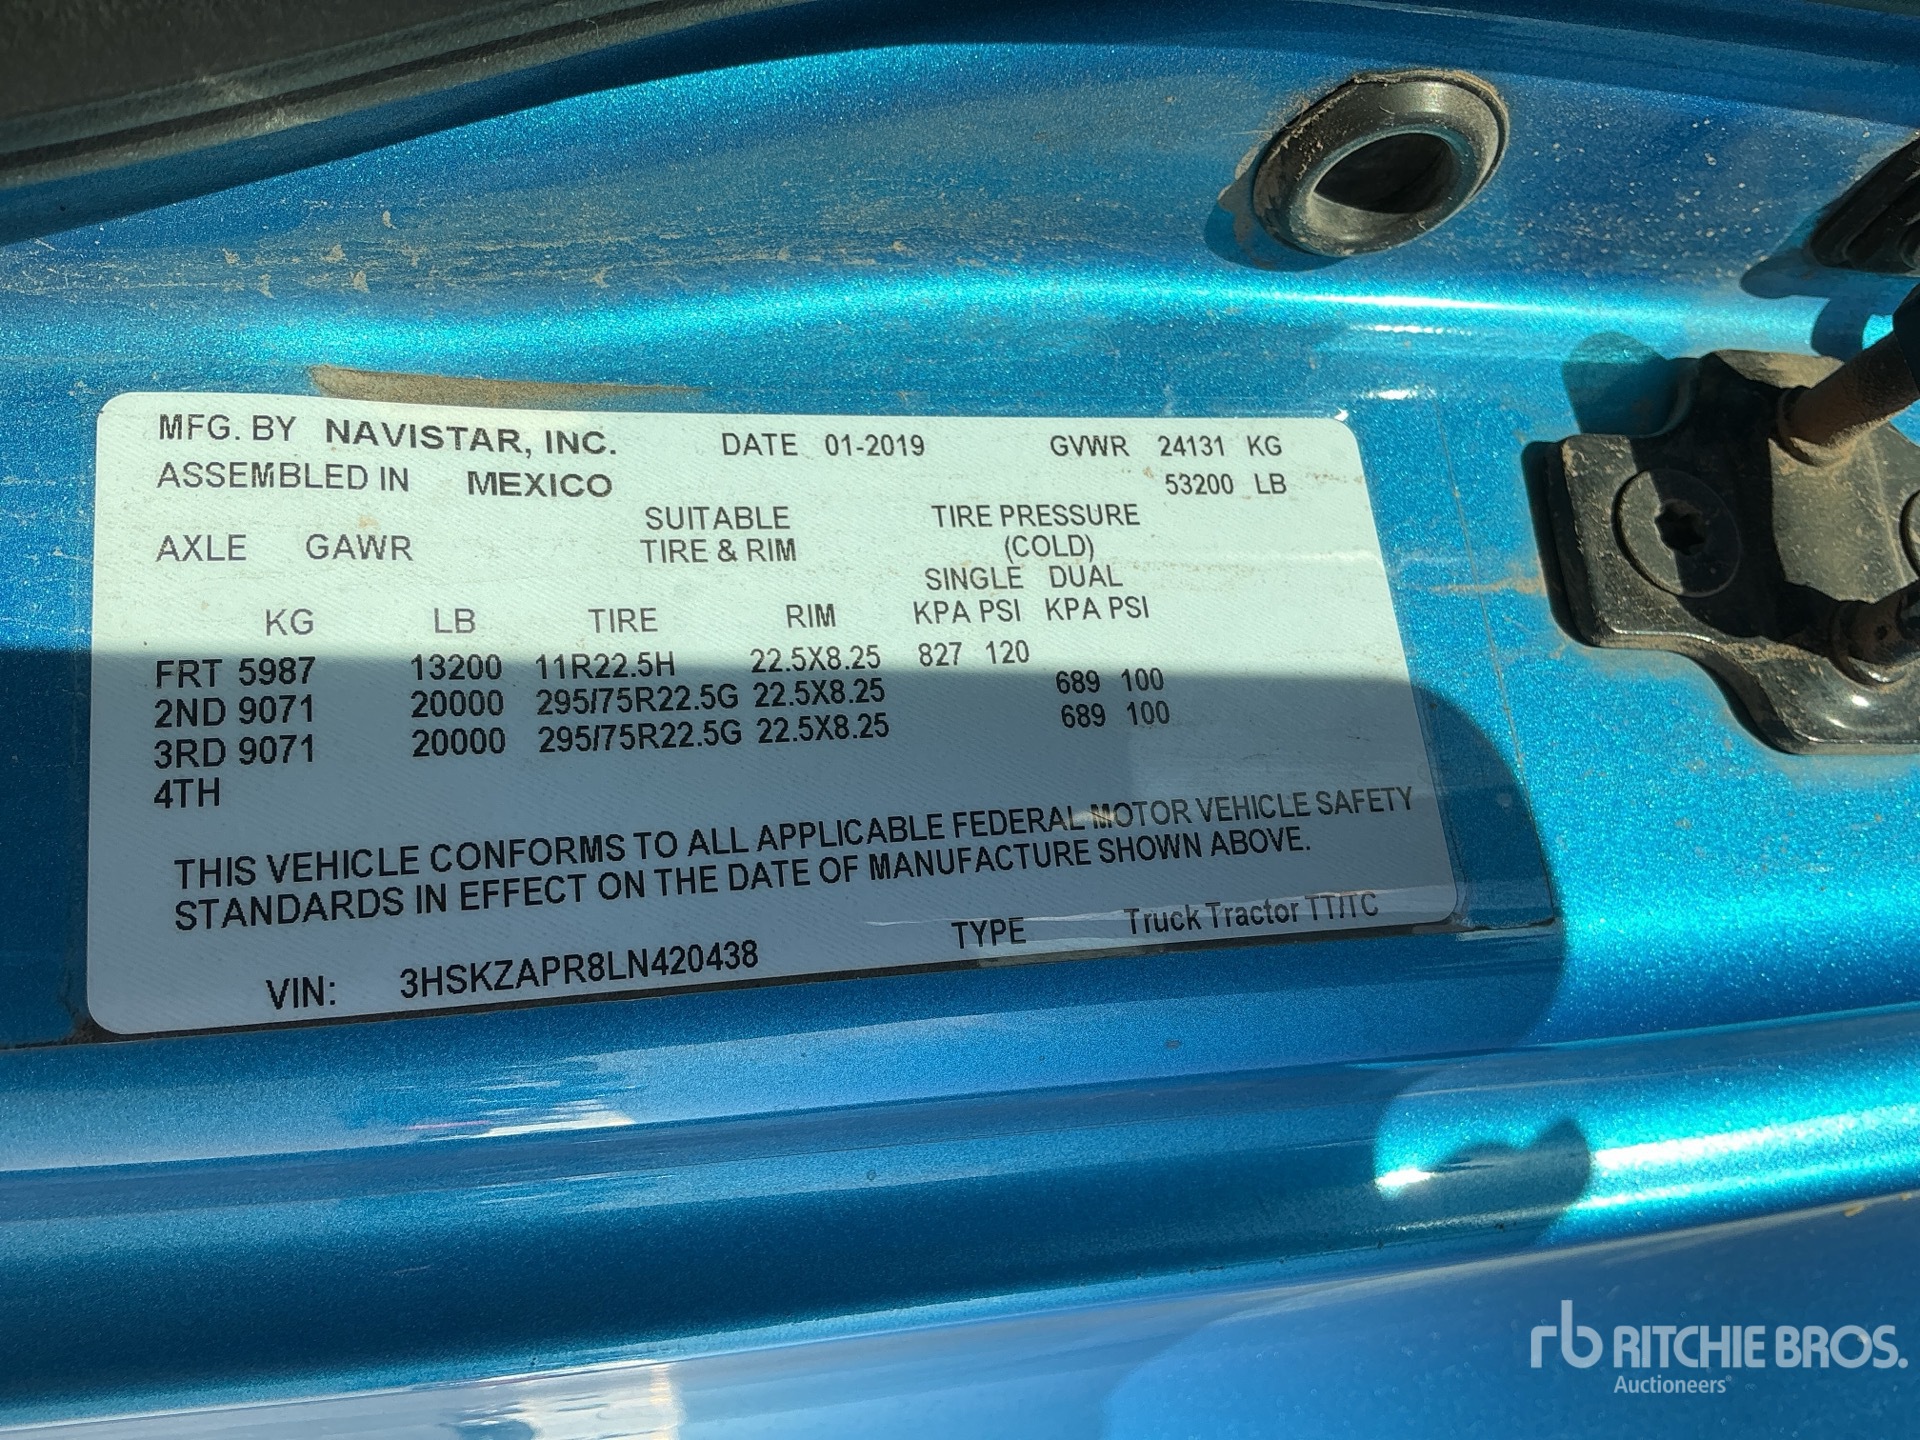 MFG. BY NAVISTAR, INC. DATE 01-2019 GVWR 24131 KG
ASSEMBLED IN MEXICO 53200 LB
SUITABLE TIRE PRESSURE
AXLE GAWR TIRE & RIM (COLD)
SINGLE DUAL
KG LB TIRE RIM KPA PSI KPA PSI
FRT 5987 13200 11R22.5H 22.5X8.25 827 120
2ND 9071 20000 295/75R22.5G 22.5X8.25 689 100
3RD 9071 20000 295/75R22.5G 22.5X8.25 689 100
4TH
THIS VEHICLE CONFORMS TO ALL APPLICABLE FEDERAL MOTOR VEHICLE SAFETY
STANDARDS IN EFFECT ON THE DATE OF MANUFACTURE SHOWN ABOVE.
VIN: 3HSKZAPR8LN420438 TYPE Truck Tractor TT/TC
rb RITCHIE BROS.
Auctioneers